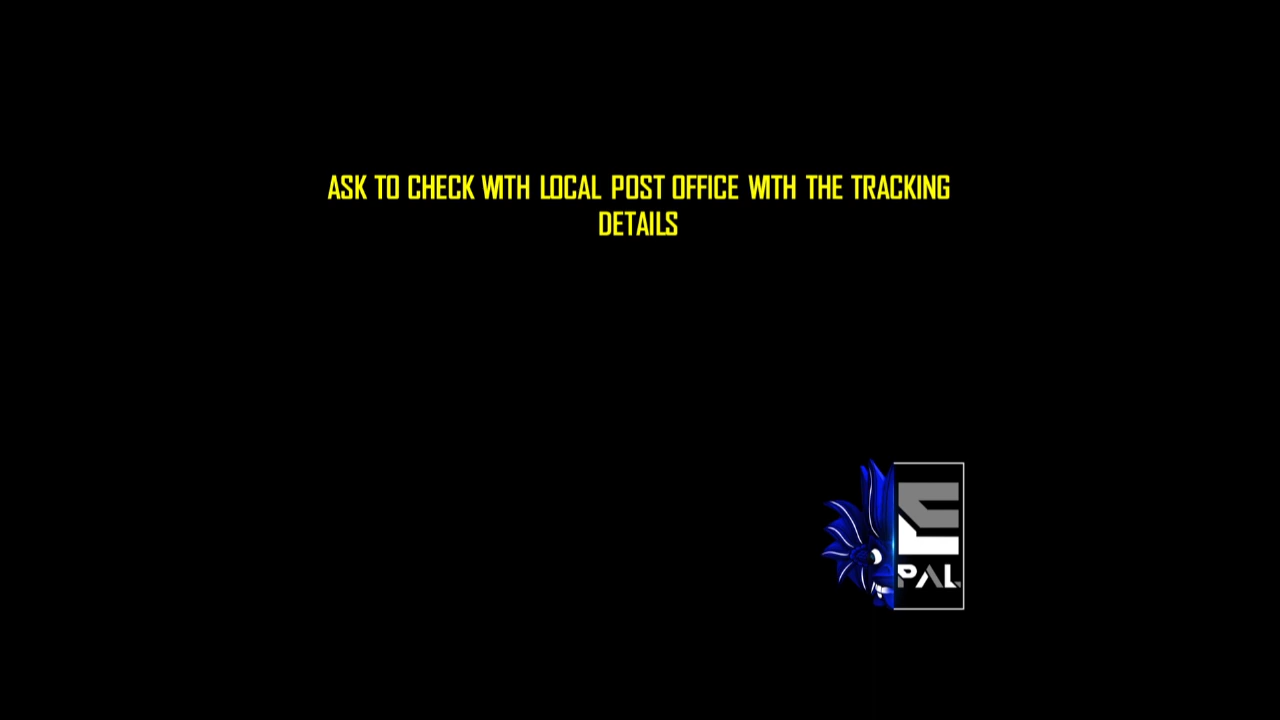 ASK TO CHECK WITH LOCAL POST OFFICE WITH THE TRACKING
DETAILS
E
PAL